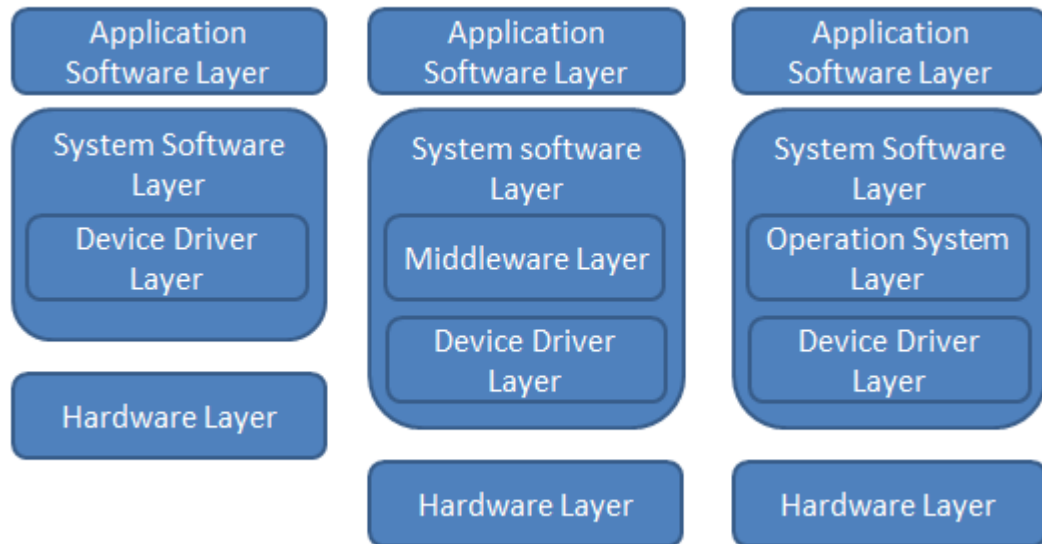 Application
Software Layer
System Software
Layer
Device Driver
Layer
Hardware Layer
Application
Software Layer
System software
Layer
Middleware Layer
Device Driver
Layer
Hardware Layer
Application
Software Layer
System Software
Layer
Operation System
Layer
Device Driver
Layer
Hardware Layer